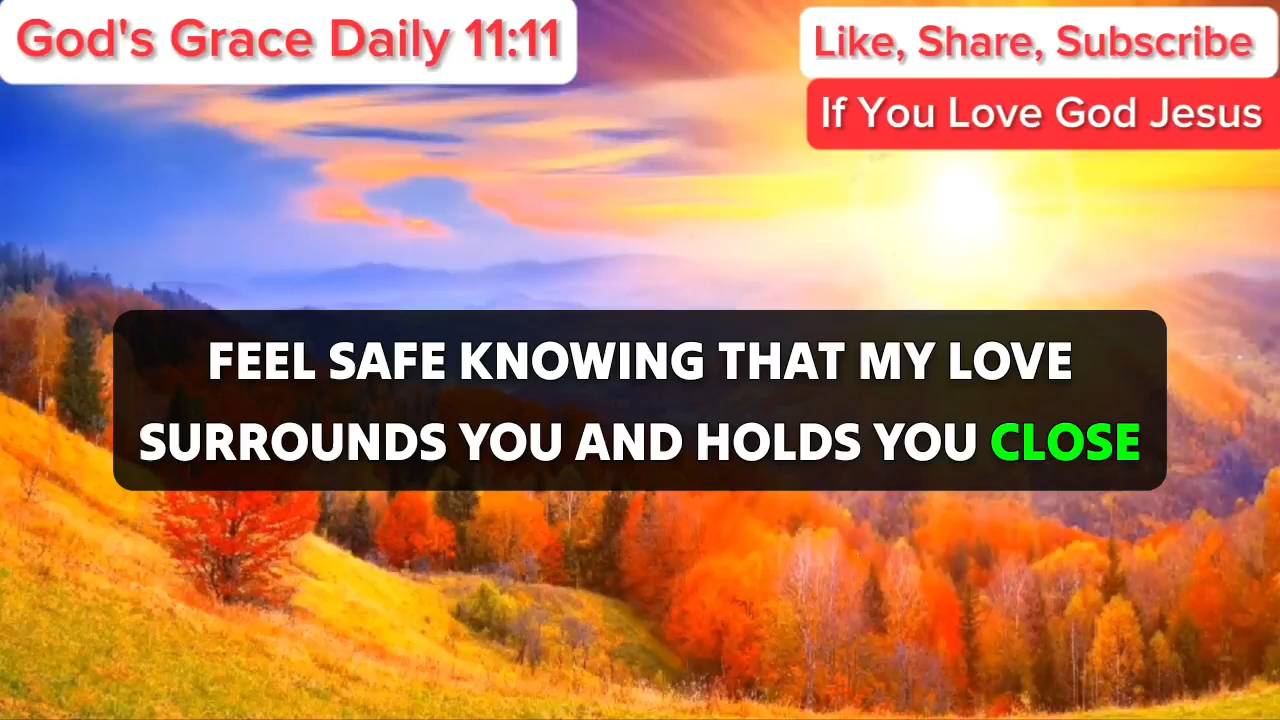 God's Grace Daily 11:11
Like, Share, Subscribe
If You Love God Jesus
FEEL SAFE KNOWING THAT MY LOVE
SURROUNDS YOU AND HOLDS YOU CLOSE